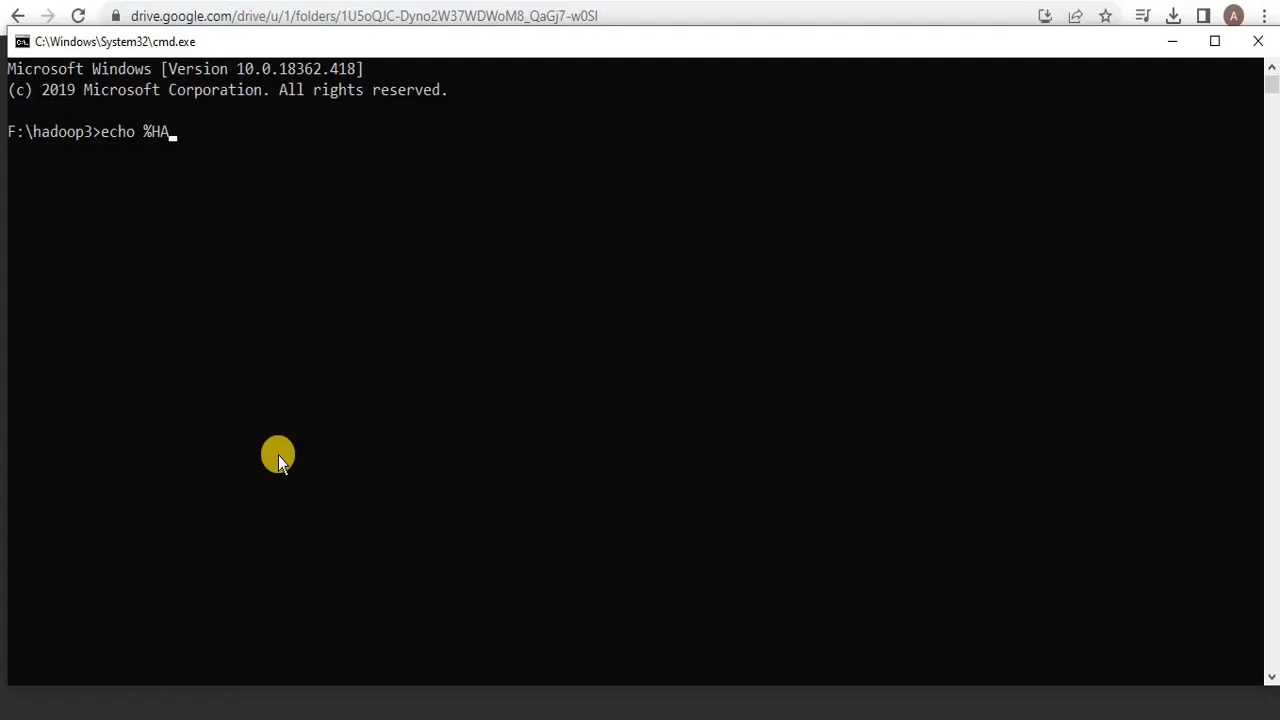 drive.google.com/drive/u/1/folders/1U5oQJC-Dyno2W37WDWoM8_QaGj7-w0SI
A
C:\Windows\System32\cmd.exe
Microsoft Windows [Version 10.0.18362.418]
(c) 2019 Microsoft Corporation. All rights reserved.
F:\hadoop3>echo %HA_